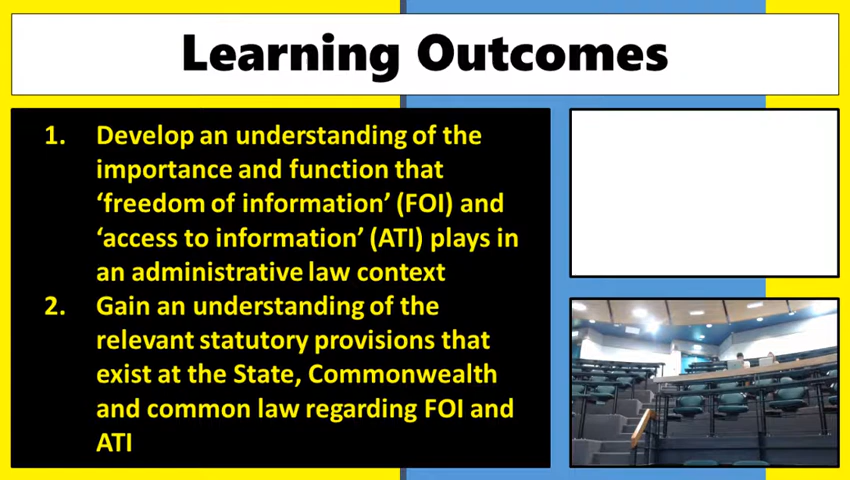 Learning Outcomes
1. Develop an understanding of the
importance and function that
‘freedom of information’ (FOI) and
‘access to information’ (ATI) plays in
an administrative law context
2. Gain an understanding of the
relevant statutory provisions that
exist at the State, Commonwealth
and common law regarding FOI and
ATI